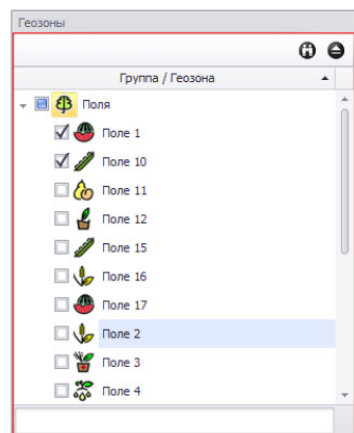 Геозоны
Группа / Геозона
Поля
Поле 1
Поле 10
Поле 11
Поле 12
Поле 15
Поле 16
Поле 17
Поле 2
Поле 3
Поле 4